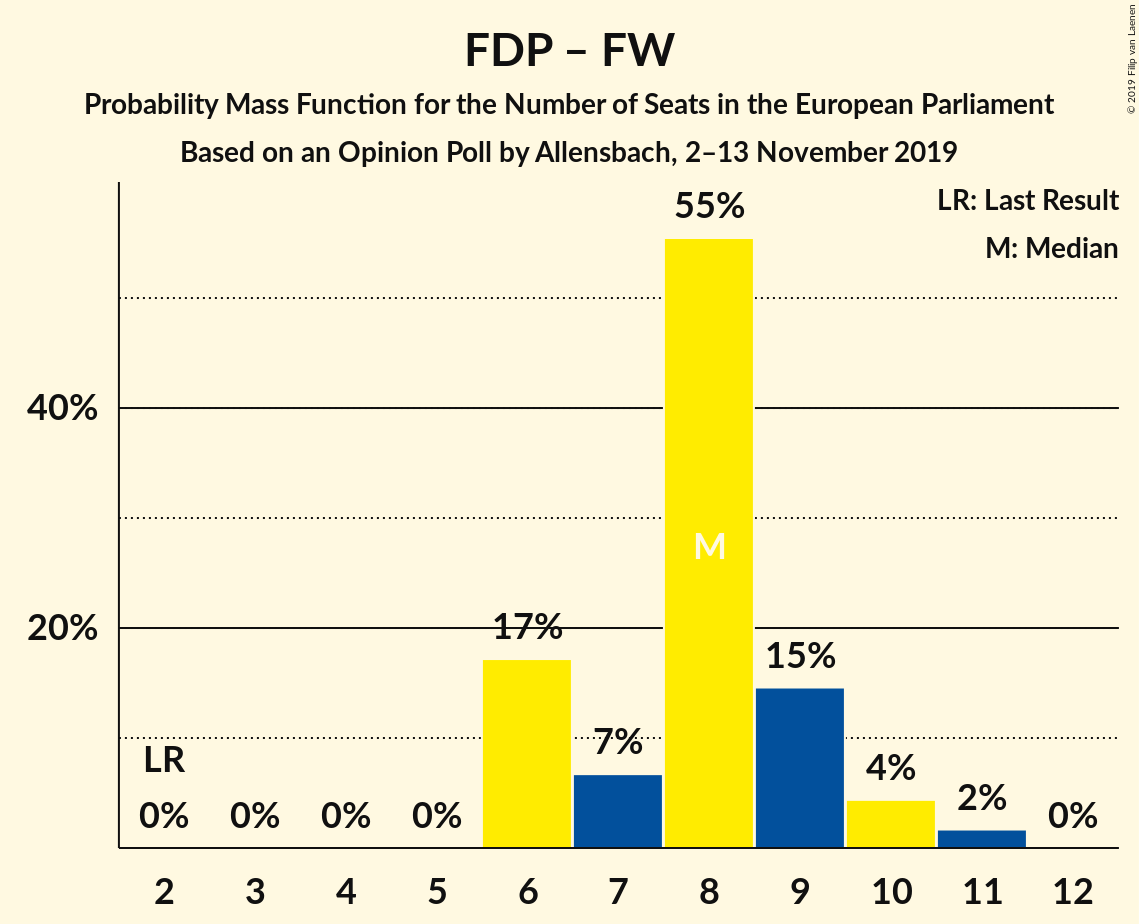 FDP – FW
Probability Mass Function for the Number of Seats in the European Parliament
Based on an Opinion Poll by Allensbach, 2–13 November 2019
© 2019 Filip van Laenen
LR: Last Result
M: Median
55%
40%
M
20%
17%
15%
7%
LR
4%
2%
0% 0% 0% 0% 0%
2 3 4 5 6 7 8 9 10 11 12